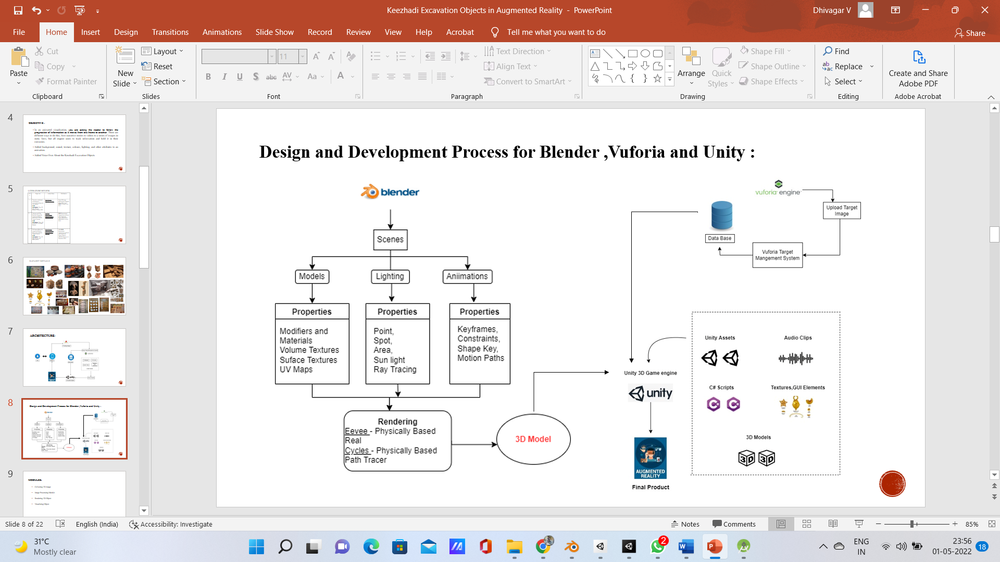 Keezhadi Excavation Objects in Augmented Reality - PowerPoint
Dhivagar V
File Home Insert Design Transitions Animations Slide Show Record Review View Help Acrobat Tell me what you want to do
Share
Paste
Cut
Copy
Format Painter
Clipboard
New
Slide
Layout
Reset
Section
Slides
11
B I U S abc AV Aa A
Font
Text Direction
Align Text
Convert to SmartArt
Paragraph
Arrange
Quick
Styles
Shape Fill
Shape Outline
Shape Effects
Drawing
Find
Replace
Select
Editing
Create and Share
Adobe PDF
Adobe Acrobat
4
OBJECTIVE :
5
LITERATURE REVIEW
6
DATASET DETAILS
7
ARCHITECTURE:
8
Design and Development Process for Blender ,Vuforia and Unity :
9
MODULES:
Design and Development Process for Blender ,Vuforia and Unity :
blender
Scenes
Models
Lighting
Aniimations
Properties
Modifiers and
Materials
Volume Textures
Suface Textures
UV Maps
Properties
Point,
Spot,
Area,
Sun light
Ray Tracing
Properties
Keyframes,
Constraints,
Shape Key,
Motion Paths
Rendering
Eevee - Physically Based
Real
Cycles - Physically Based
Path Tracer
3D Model
vuforia engine
Upload Target
Image
Data Base
Vuforia Target
Mangement System
Unity 3D Game engine
unity
AUGMENTED
REALITY
Final Product
Unity Assets
Audio Clips
C# Scripts
Textures,GUI Elements
3D Models
3D 3D
Slide 8 of 22
English (India)
Accessibility: Investigate
Notes
Comments
85%
31°C
Mostly clear
2
ENG
IN
23:56
01-05-2022
18